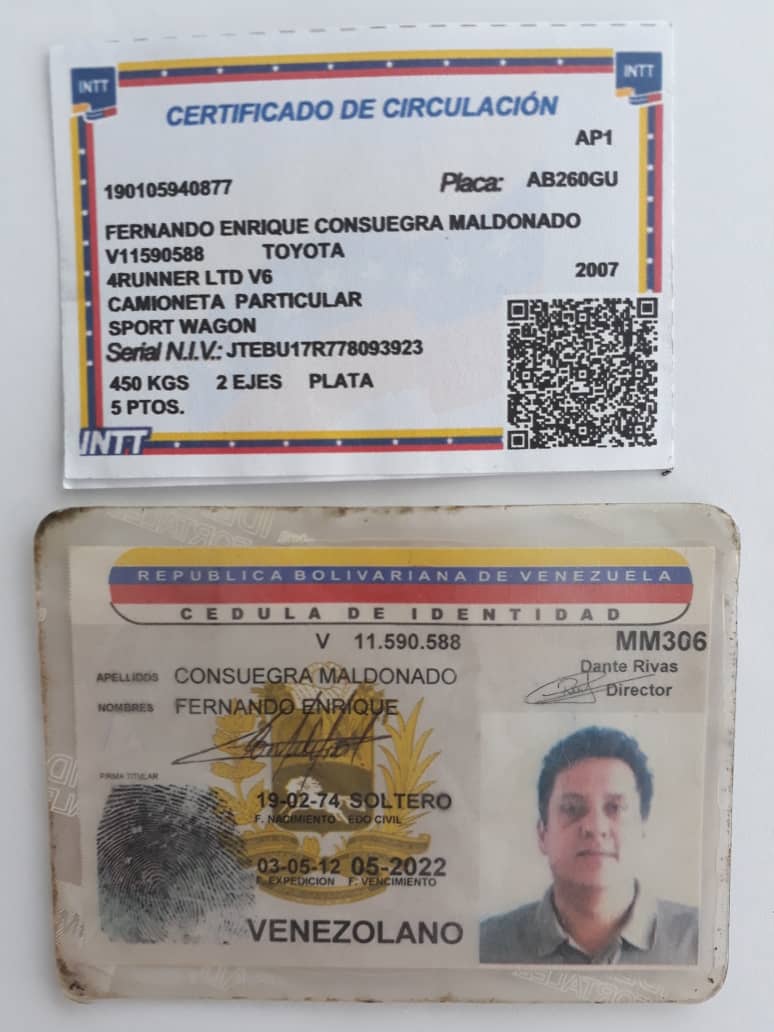 INTT
INTT
CERTIFICADO DE CIRCULACIÓN
AP1
190105940877 Placa: AB260GU
FERNANDO ENRIQUE CONSUEGRA MALDONADO
V11590588 TOYOTA
4RUNNER LTD V6 2007
CAMIONETA PARTICULAR
SPORT WAGON
Serial N.I.V.: JTEBU17R778093923
450 KGS 2 EJES PLATA
5 PTOS.
INTT
REPUBLICA BOLIVARIANA DE VENEZUELA
CEDULA DE IDENTIDAD
V 11.590.588 MM306
Dante Rivas
Director
APELLIDOS CONSUEGRA MALDONADO
NOMBRES FERNANDO ENRIQUE
FIRMA TITULAR
19-02-74 SOLTERO
F. NACIMIENTO EDO CIVIL
03-05-12 05-2022
F. EXPEDICION F. VENCIMIENTO
VENEZOLANO